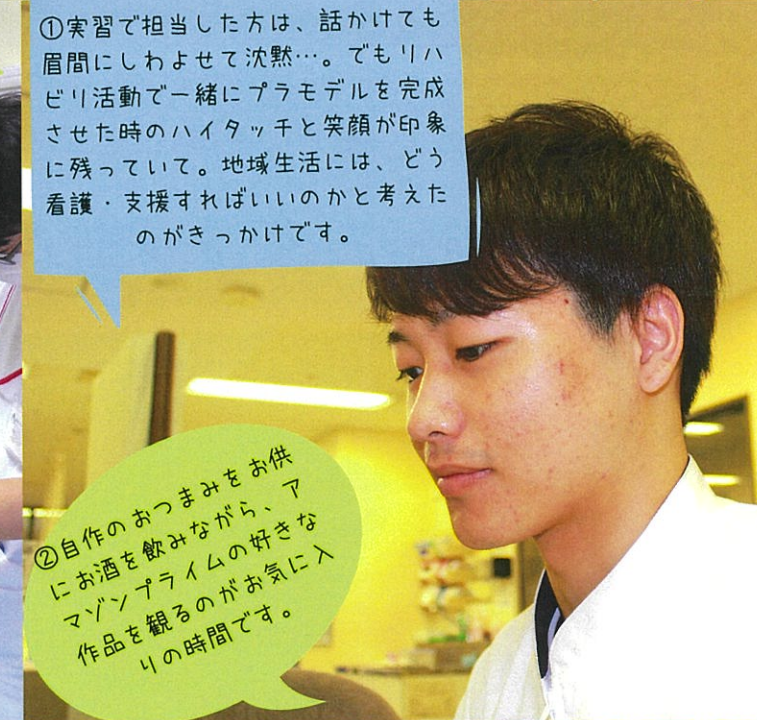 ①実習で担当した方は、話かけても
眉間にしわよせて沈黙…。でもリハ
ビリ活動で一緒にプラモデルを完成
させた時のハイタッチと笑顔が印象
に残っていて。地域生活には、どう
看護・支援すればいいのかと考えた
のがきっかけです。
②自作のおつまみをお供
にお酒を飲みながら、ア
マゾンプライムの好きな
作品を観るのがお気に入
りの時間です。